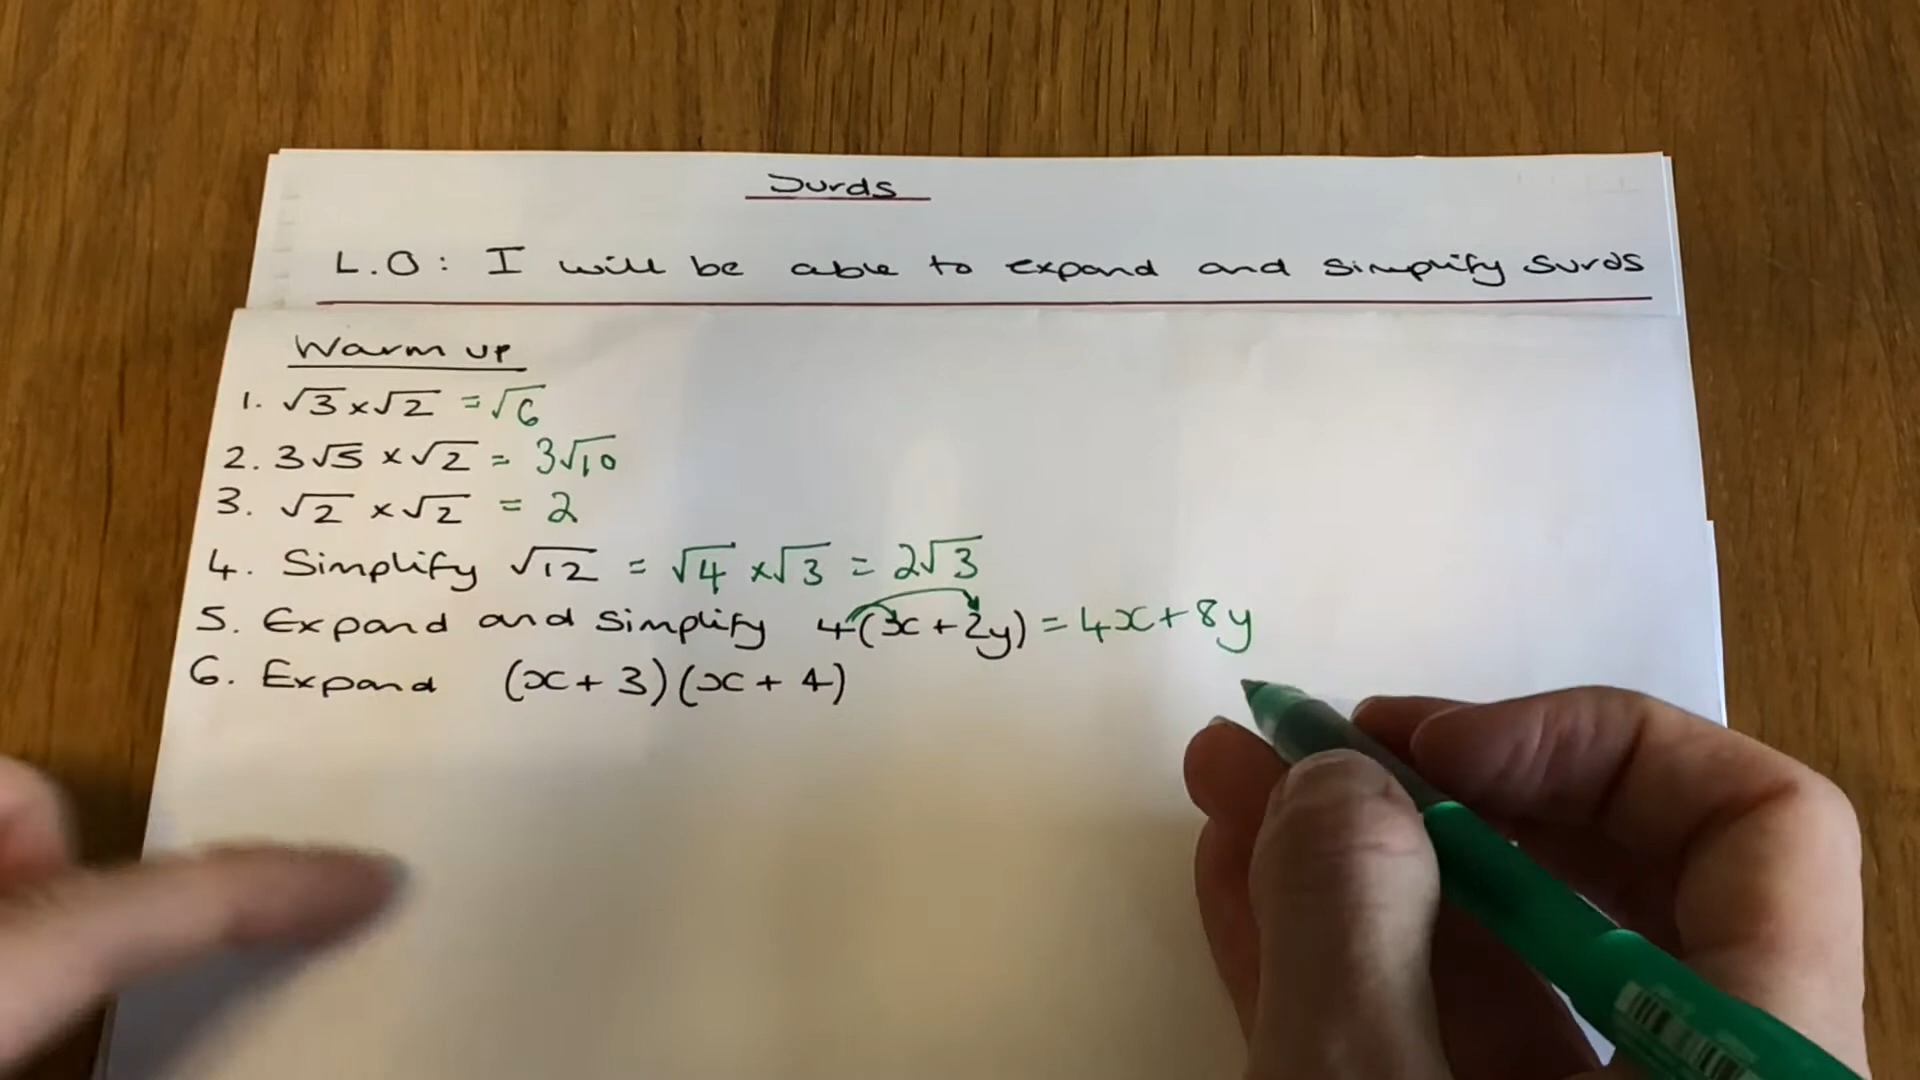 Surds
L.O: I will be able to expand and simplify surds
Warm up
1. √3 x √2 = √6
2. 3√5 x √2 = 3√10
3. √2 x √2 = 2
4. Simplify √12 = √4 x √3 = 2√3
5. Expand and simplify 4(x + 2y) = 4x + 8y
6. Expand (x + 3)(x + 4)